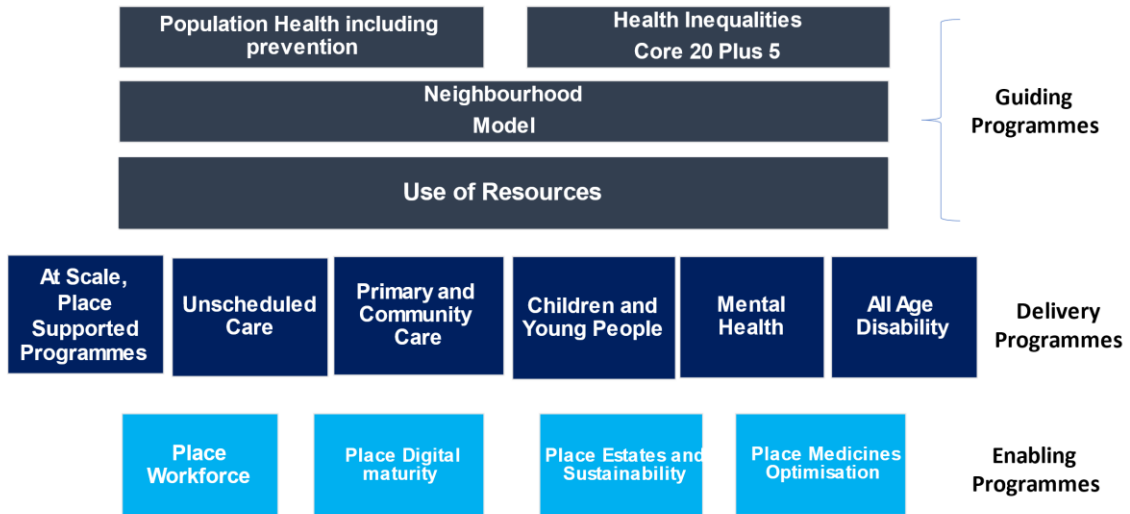 Population Health including
prevention
Health Inequalities
Core 20 Plus 5
Neighbourhood
Model
Use of Resources
Guiding
Programmes
At Scale,
Place
Supported
Programmes
Unscheduled
Care
Primary and
Community
Care
Children and
Young People
Mental
Health
All Age
Disability
Delivery
Programmes
Place
Workforce
Place Digital
maturity
Place Estates and
Sustainability
Place Medicines
Optimisation
Enabling
Programmes